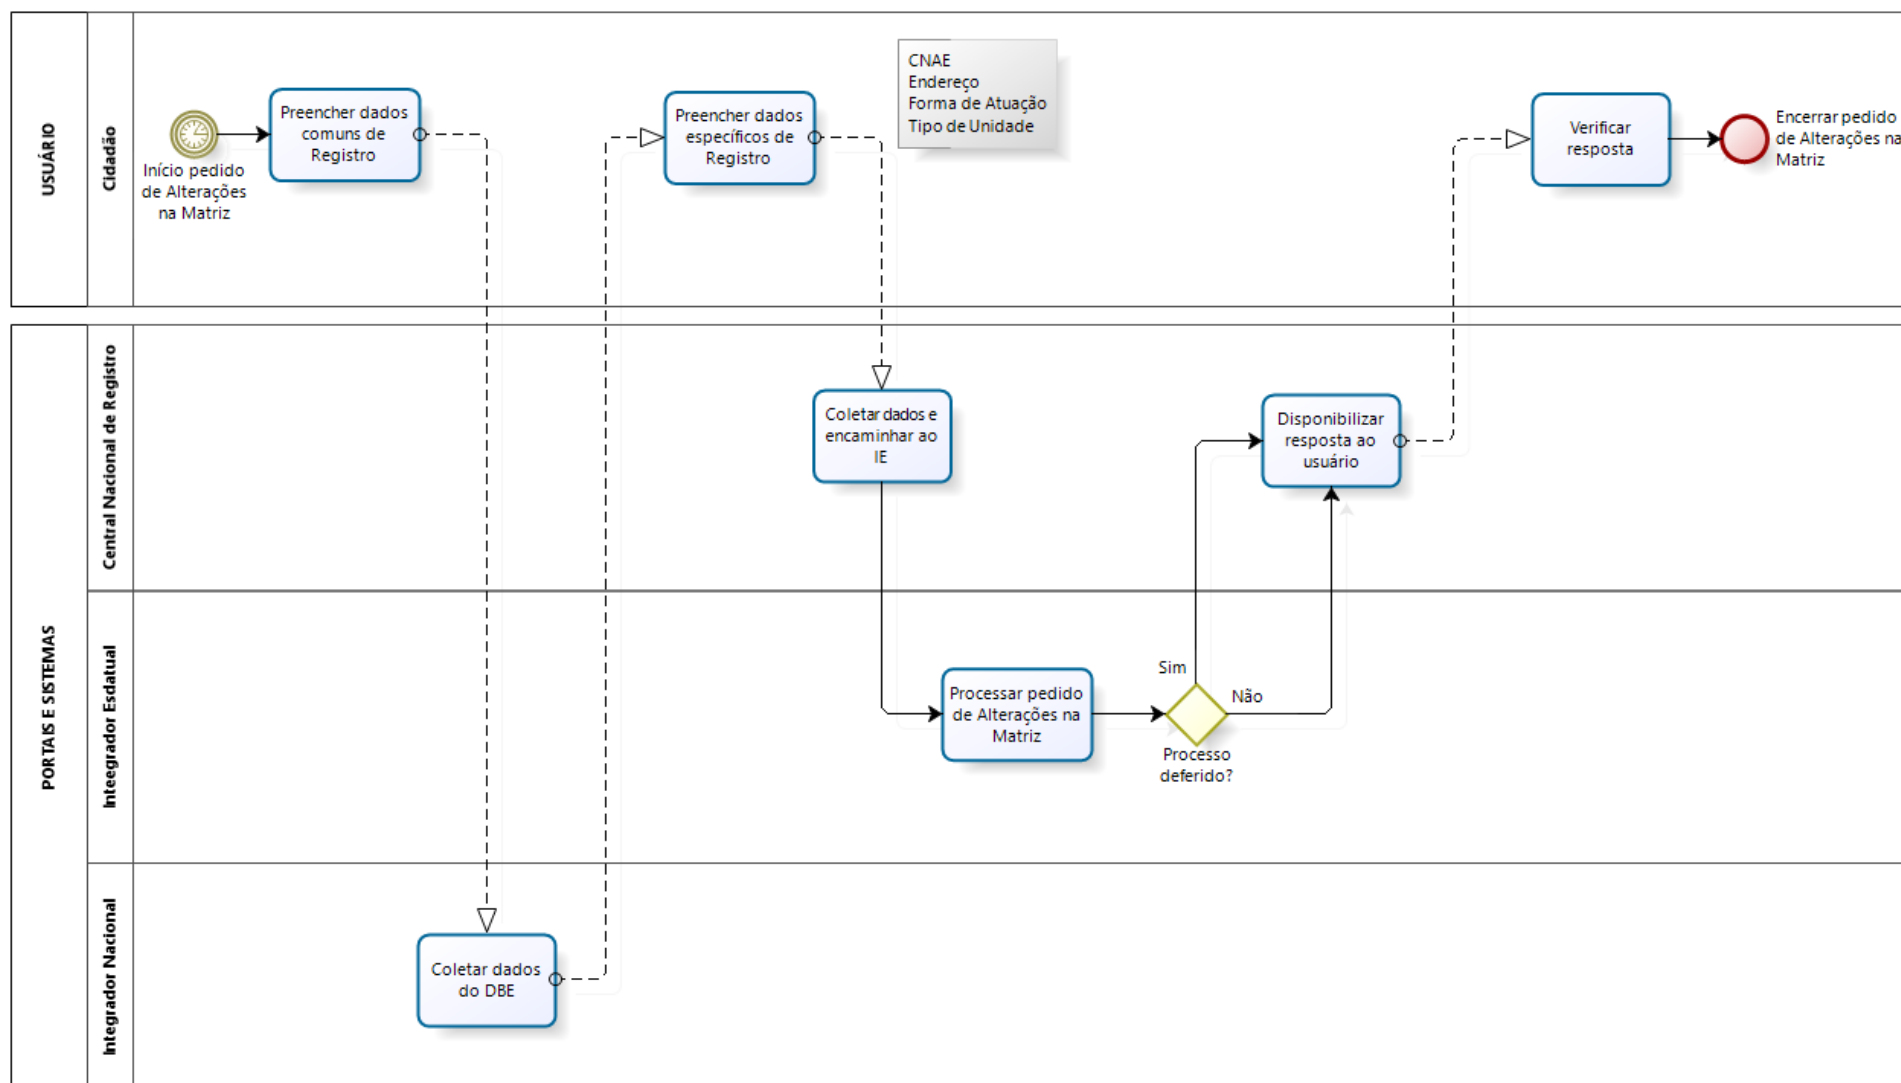 USUÁRIO
Cidadão
Início pedido
de Alterações
na Matriz
Preencher dados
comuns de
Registro
Preencher dados
específicos de
Registro
CNAE
Endereço
Forma de Atuação
Tipo de Unidade
Verificar
resposta
Encerrar pedido
de Alterações na
Matriz
PORTAIS E SISTEMAS
Central Nacional de Registro
Coletar dados e
encaminhar ao
IE
Disponibilizar
resposta ao
usuário
Inteegrador Esdatual
Processar pedido
de Alterações na
Matriz
Sim
Não
Processo
deferido?
Integrador Nacional
Coletar dados
do DBE